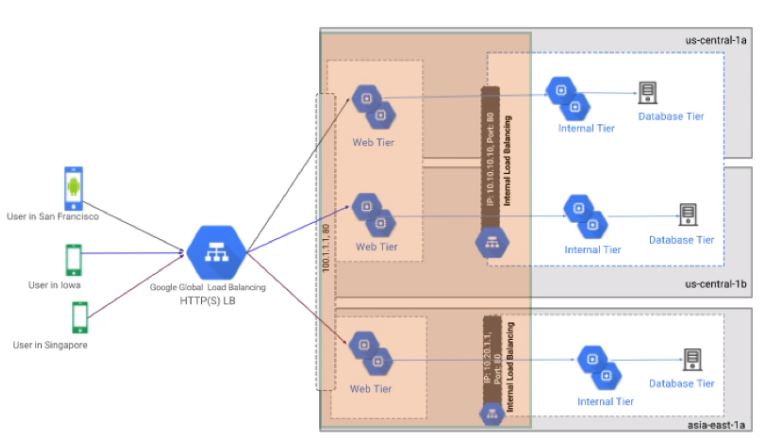 us-central-1a
Web Tier
Internal Tier
Database Tier
IP: 10.10.10.10, Port: 80
Internal Load Balancing
User in San Francisco
Web Tier
Internal Tier
Database Tier
100.1.1.1, 80
User in Iowa
Google Global Load Balancing
HTTP(S) LB
us-central-1b
User in Singapore
Web Tier
IP: 10.20.1.1,
Port: 80
Internal Load Balancing
Internal Tier
Database Tier
asia-east-1a